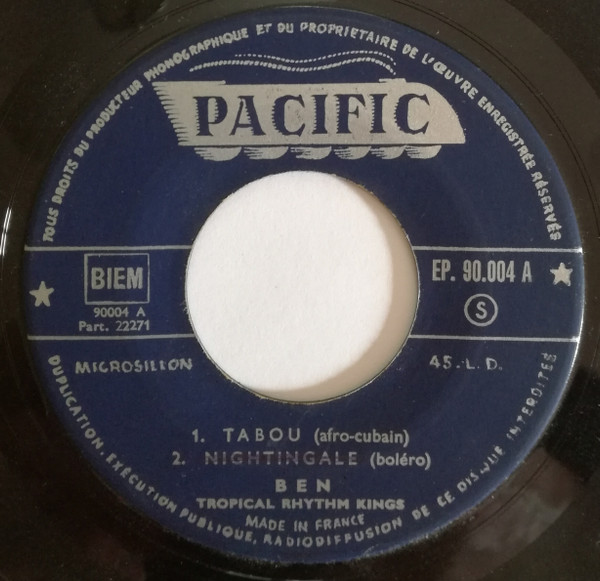 TOUS DROITS DU PRODUCTEUR PHONOGRAPHIQUE ET DU PROPRIETAIRE DE L'ŒUVRE ENREGISTRÉE RÉSERVÉS
PACIFIC
BIEM
90004 A
Part. 22271
EP. 90.004 A
S
MICROSILLON
45.-L. D.
1. TABOU (afro-cubain)
2. NIGHTINGALE (boléro)
BEN
TROPICAL RHYTHM KINGS
MADE IN FRANCE
DUPLICATION, EXÉCUTION PUBLIQUE, RADIODIFFUSION DE CE DISQUE INTERDITES